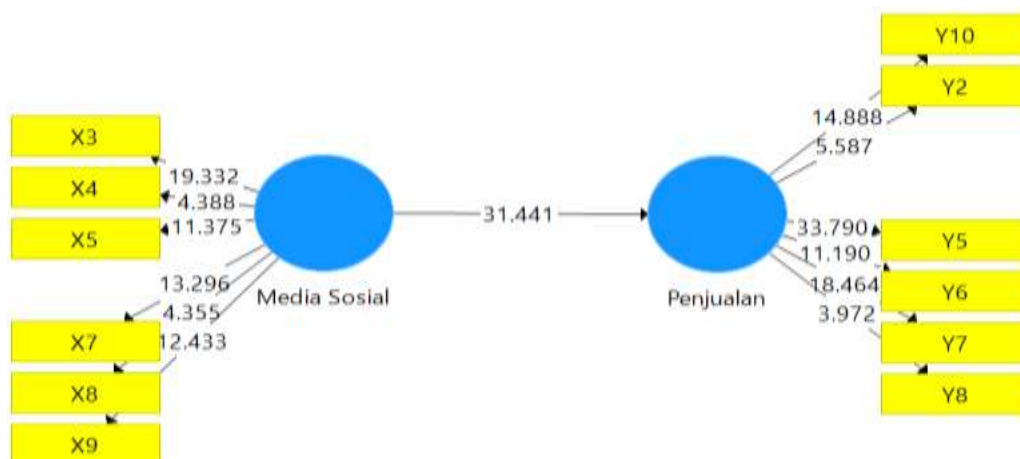 Y10
Y2
14.888
5.587
X3
X4
X5
19.332
4.388
11.375
31.441
33.790
11.190
18.464
3.972
Y5
Y6
Y7
Y8
13.296
4.355
12.433
Media Sosial
Penjualan
X7
X8
X9